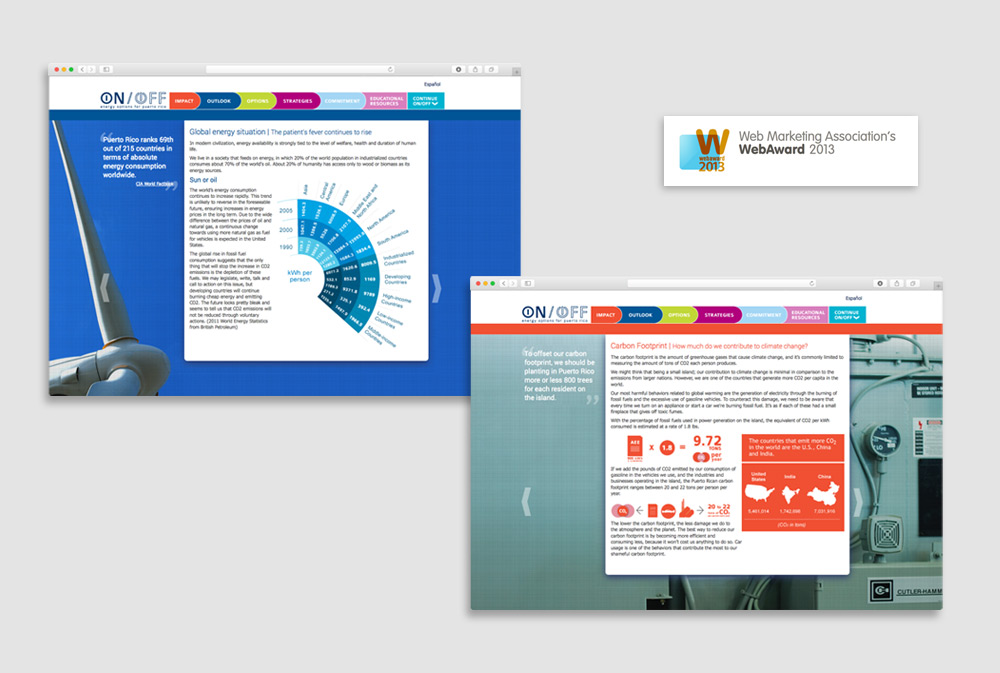 Español
ON/OFF
energy options for puerto rico
IMPACT
OUTLOOK
OPTIONS
STRATEGIES
COMMITMENT
EDUCATIONAL
RESOURCES
CONTINUE
ON/OFF
Puerto Rico ranks 69th
out of 215 countries in
terms of absolute
energy consumption
worldwide.
CIA World Factbook
Global energy situation | The patient's fever continues to rise
In modern civilization, energy availability is strongly tied to the level of welfare, health and duration of human
life.
We live in a society that feeds on energy, in which 20% of the world population in industrialized countries
consumes about 70% of the world's oil. About 20% of humanity has access only to wood or biomass as its
energy sources.
Sun or oil
The world's energy consumption
continues to increase rapidly. This trend
is unlikely to reverse in the foreseeable
future, ensuring increases in energy
prices in the long term. Due to the wide
difference between the prices of oil and
natural gas, a continuous change
towards using more natural gas as fuel
for vehicles is expected in the United
States.
The global rise in fossil fuel
consumption suggests that the only
thing that will stop the increase in CO2
emissions is the depletion of these
fuels. We may legislate, write, talk and
call to action on this issue, but
developing countries will continue
burning cheap energy and emitting
CO2. The future looks pretty bleak and
seems to tell us that CO2 emissions will
not be reduced through voluntary
actions. (2011 World Energy Statistics
from British Petroleum)
2005
2000
1990
kWh per
person
Asia
Central
America
Europe
Middle East and
North Africa
North America
South America
Industrialized
Countries
Developing
Countries
High-income
Countries
Low-income
Countries
Middle-income
Countries
Web Marketing Association's
WebAward 2013
W
WEBAWARD
2013
Español
ON/OFF
energy options for puerto rico
IMPACT
OUTLOOK
OPTIONS
STRATEGIES
COMMITMENT
EDUCATIONAL
RESOURCES
CONTINUE
ON/OFF
To offset our carbon
footprint, we should be
planting in Puerto Rico
more or less 800 trees
for each resident on
the island.
Carbon Footprint | How much do we contribute to climate change?
The carbon footprint is the amount of greenhouse gases that cause climate change, and it's commonly limited to
measuring the amount of tons of CO2 each person produces.
We might think that being a small island, our contribution to climate change is minimal in comparison to the
emissions from larger nations. However, we are one of the countries that generate more CO2 per capita in the
world.
Our most harmful behaviors related to global warming are the generation of electricity through the burning of
fossil fuels and the excessive use of gasoline vehicles. To counteract this damage, we need to be aware that
every time we turn on an appliance or start a car we're burning fossil fuel. It's as if each of these had a small
fireplace that gives off toxic fumes.
With the percentage of fossil fuels used in power generation on the island, the equivalent of CO2 per kWh
consumed is estimated at a rate of 1.8 lbs.
AEE
x
1.8
=
9.72
TONS
per
year
The countries that emit more CO2
in the world are the U.S., China
and India.
United
States
India
China
5,461,014
1,742,698
7,031,916
(CO2 in tons)
If we add the pounds of CO2 emitted by our consumption of
gasoline in the vehicles we use, and the industries and
businesses operating in the island, the Puerto Rican carbon
footprint ranges between 20 and 22 tons per person per
year.
CO2
20 to 22
CO2
The lower the carbon footprint, the less damage we do to
the atmosphere and the planet. The best way to reduce our
carbon footprint is by becoming more efficient and
consuming less, because it won't cost us anything to do so. Car
usage is one of the behaviors that contribute the most to our
shameful carbon footprint.
LO
HI
CUTLER-HAMM